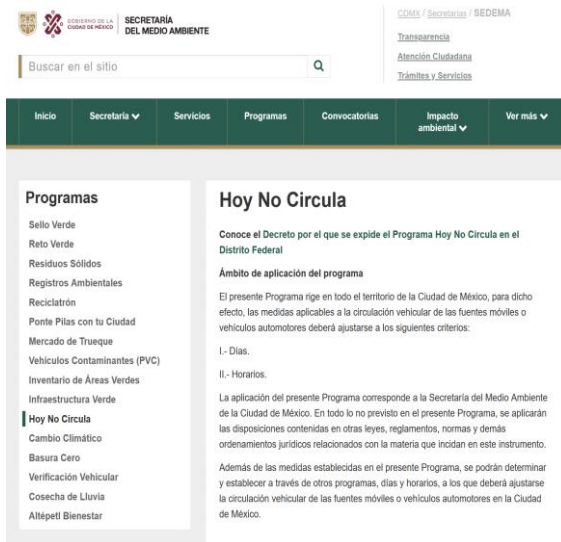 GOBIERNO DE LA
CIUDAD DE MÉXICO
SECRETARÍA
DEL MEDIO AMBIENTE
CDMX / Secretarías / SEDEMA
Transparencia
Atención Ciudadana
Trámites y Servicios
Buscar en el sitio
Inicio
Secretaría
Servicios
Programas
Convocatorias
Impacto
ambiental
Ver más
Programas
Sello Verde
Reto Verde
Residuos Sólidos
Registros Ambientales
Reciclatrón
Ponte Pilas con tu Ciudad
Mercado de Trueque
Vehículos Contaminantes (PVC)
Inventario de Áreas Verdes
Infraestructura Verde
Hoy No Circula
Cambio Climático
Basura Cero
Verificación Vehicular
Cosecha de Lluvia
Altépetl Bienestar
Hoy No Circula
Conoce el Decreto por el que se expide el Programa Hoy No Circula en el
Distrito Federal
Ámbito de aplicación del programa
El presente Programa rige en todo el territorio de la Ciudad de México, para dicho
efecto, las medidas aplicables a la circulación vehicular de las fuentes móviles o
vehículos automotores deberá ajustarse a los siguientes criterios:
I.- Días.
II.- Horarios.
La aplicación del presente Programa corresponde a la Secretaría del Medio Ambiente
de la Ciudad de México. En todo lo no previsto en el presente Programa, se aplicarán
las disposiciones contenidas en otras leyes, reglamentos, normas y demás
ordenamientos jurídicos relacionados con la materia que incidan en este instrumento.
Además de las medidas establecidas en el presente Programa, se podrán determinar
y establecer a través de otros programas, días y horarios, a los que deberá ajustarse
la circulación vehicular de las fuentes móviles o vehículos automotores en la Ciudad
de México.